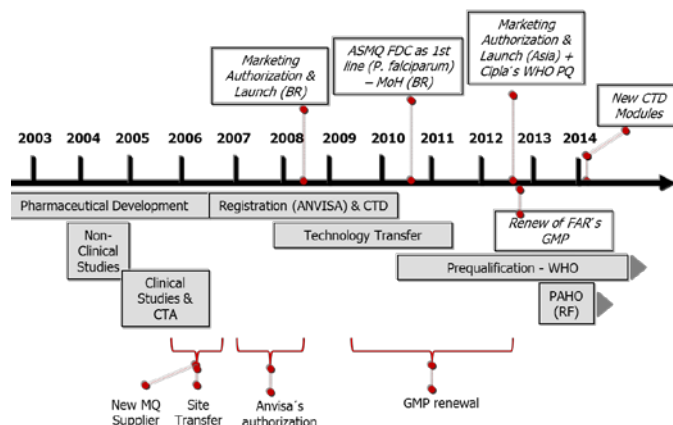 Marketing
Authorization &
Launch (BR)
ASMQ FDC as 1st
line (P. falciparum)
– MoH (BR)
Marketing
Authorization &
Launch (Asia) +
Cipla´s WHO PQ
New CTD
Modules
2003 2004 2005 2006 2007 2008 2009 2010 2011 2012 2013 2014
Pharmaceutical Development
Registration (ANVISA) & CTD
Non-
Clinical
Studies
Technology Transfer
Renew of FAR´s
GMP
Clinical
Studies &
CTA
Prequalification - WHO
PAHO
(RF)
New MQ
Supplier
Site
Transfer
Anvisa´s
authorization
GMP renewal